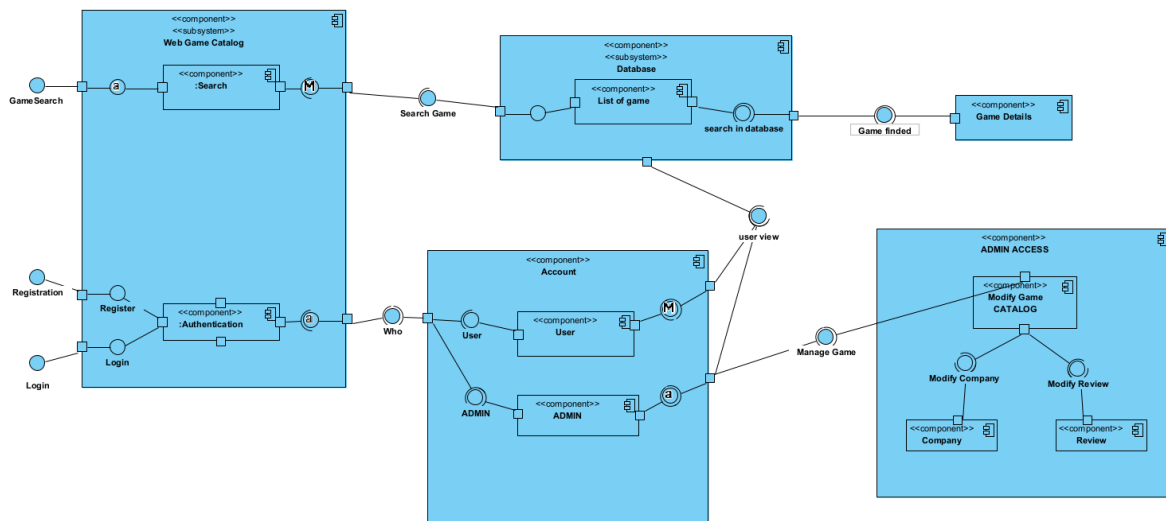 <<component>>
<<subsystem>>
Web Game Catalog
<<component>>
:Search
a
M
GameSearch
Search Game
<<component>>
<<subsystem>>
Database
<<component>>
List of game
search in database
Game finded
<<component>>
Game Details
user view
Registration
Register
<<component>>
:Authentication
a
Login
Login
Who
<<component>>
Account
User
<<component>>
User
M
ADMIN
<<component>>
ADMIN
a
Manage Game
<<component>>
ADMIN ACCESS
<<component>>
Modify Game
CATALOG
Modify Company
Modify Review
<<component>>
Company
<<component>>
Review